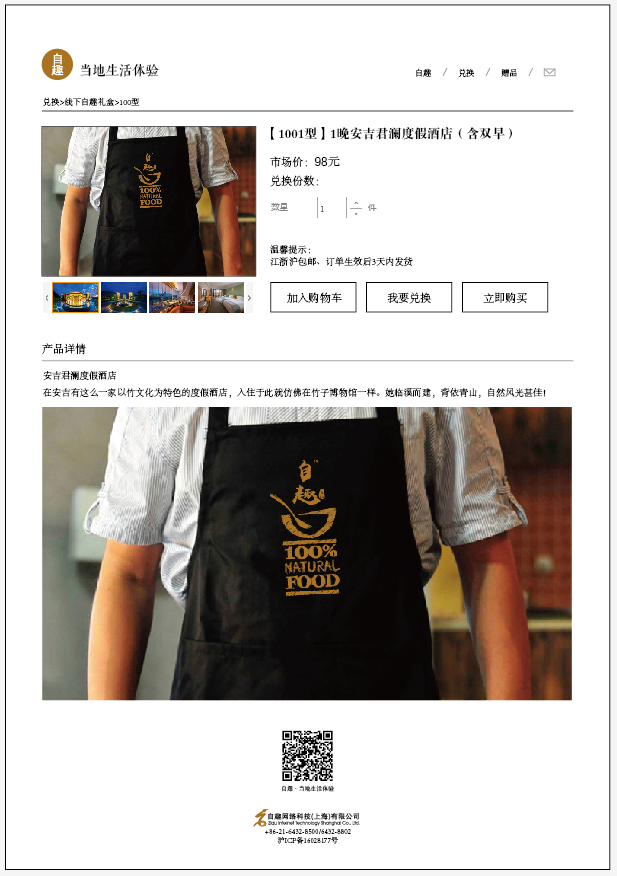 自趣
当地生活体验
自趣 / 兑换 / 赠品 /
兑换>线下自趣礼盒>100型
【1001型】1晚安吉君澜度假酒店（含双早）
市场价：98元
兑换份数：
数量 1 件
温馨提示：
江浙沪包邮、订单生效后3天内发货
加入购物车 我要兑换 立即购买
自趣
100%
NATURAL
FOOD
产品详情
安吉君澜度假酒店
在安吉有这么一家以竹文化为特色的度假酒店，入住于此就仿佛在竹子博物馆一样。她临溪而建，背依青山，自然风光甚佳！
自趣
100%
NATURAL
FOOD
自趣 · 当地生活体验
自趣网络科技(上海)有限公司
Ziqu Internet Technology Shanghai Co., Ltd.
+86-21-6432-8500/6432-8802
沪ICP备16028177号